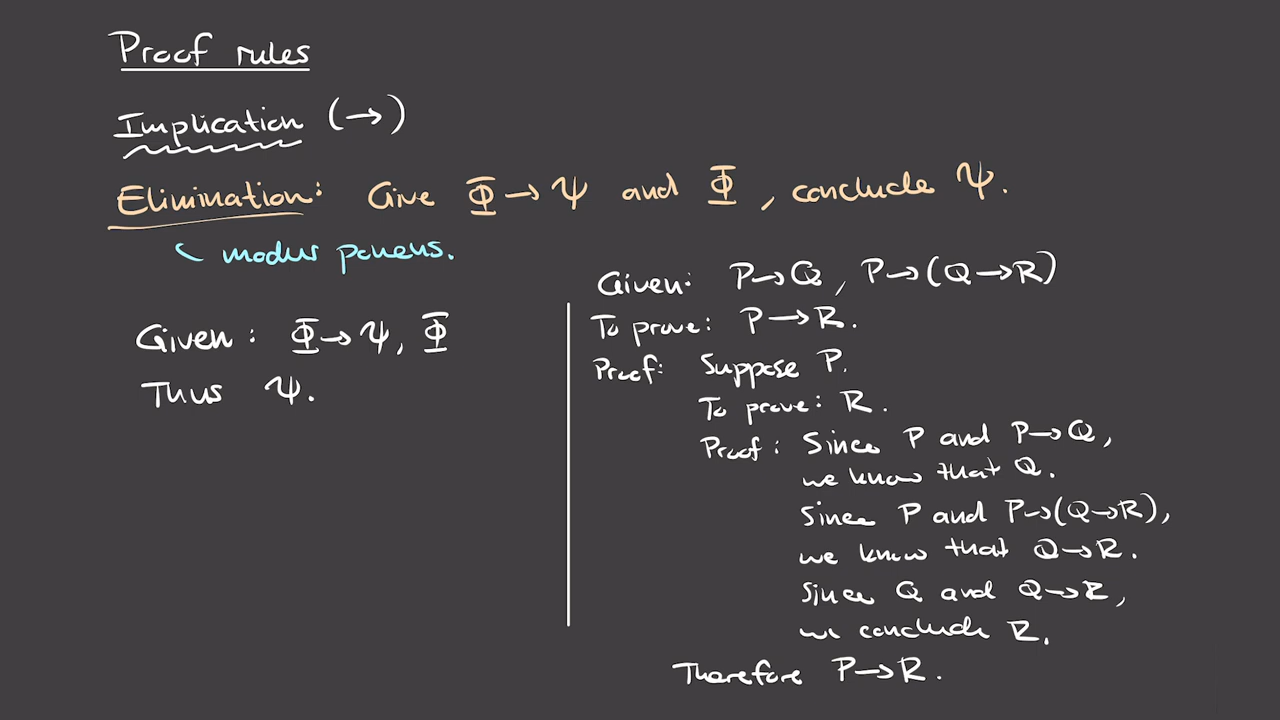 Proof rules
Implication (→)
Elimination: Give Φ→Ψ and Φ, conclude Ψ.
modus ponens.
Given: Φ→Ψ, Φ
Thus Ψ.
Given: P→Q, P→(Q→R)
To prove: P→R.
Proof: Suppose P.
To prove: R.
Proof: Since P and P→Q,
we know that Q.
Since P and P→(Q→R),
we know that Q→R.
Since Q and Q→R,
we conclude R.
Therefore P→R.